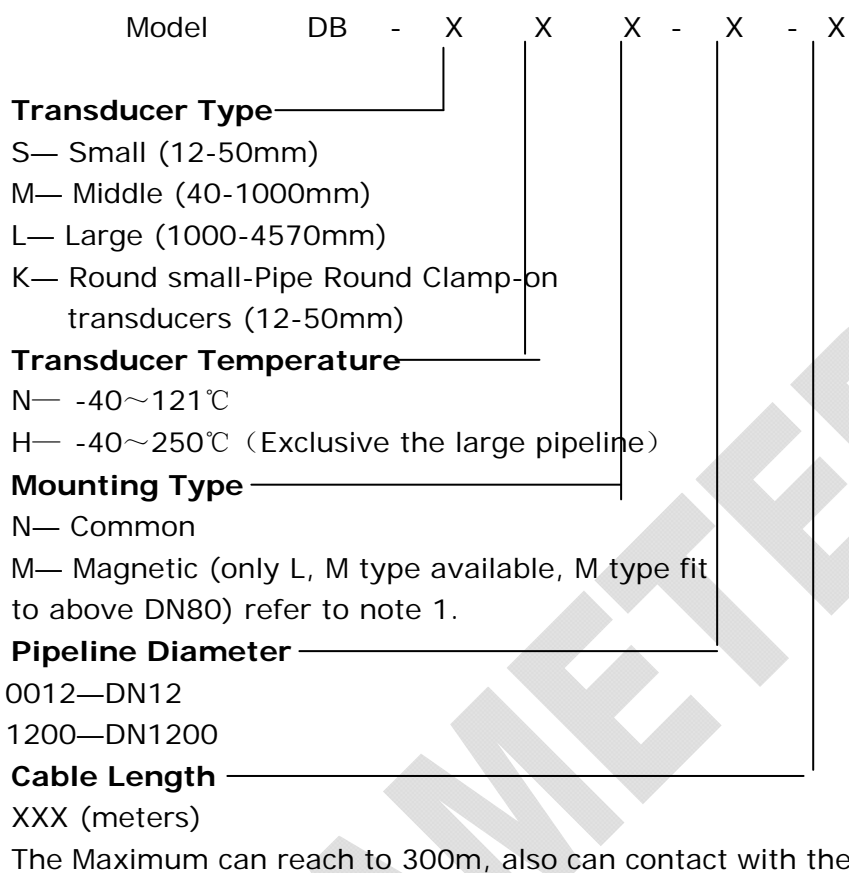 Model DB - X X X - X - X
Transducer Type
S— Small (12-50mm)
M— Middle (40-1000mm)
L— Large (1000-4570mm)
K— Round small-Pipe Round Clamp-on
transducers (12-50mm)
Transducer Temperature
N— -40～121℃
H— -40～250℃（Exclusive the large pipeline）
Mounting Type
N— Common
M— Magnetic (only L, M type available, M type fit
to above DN80) refer to note 1.
Pipeline Diameter
0012—DN12
1200—DN1200
Cable Length
XXX (meters)
The Maximum can reach to 300m, also can contact with the